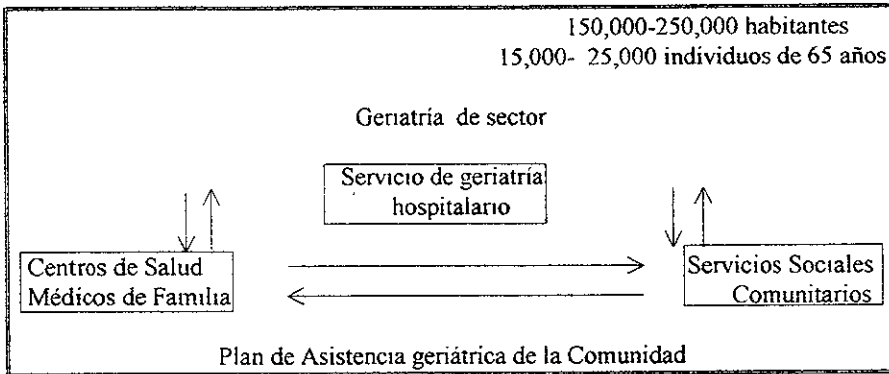 150,000-250,000 habitantes
15,000- 25,000 individuos de 65 años
Geriatría de sector
Servicio de geriatría
hospitalario
Centros de Salud
Médicos de Familia
Servicios Sociales
Comunitarios
Plan de Asistencia geriátrica de la Comunidad